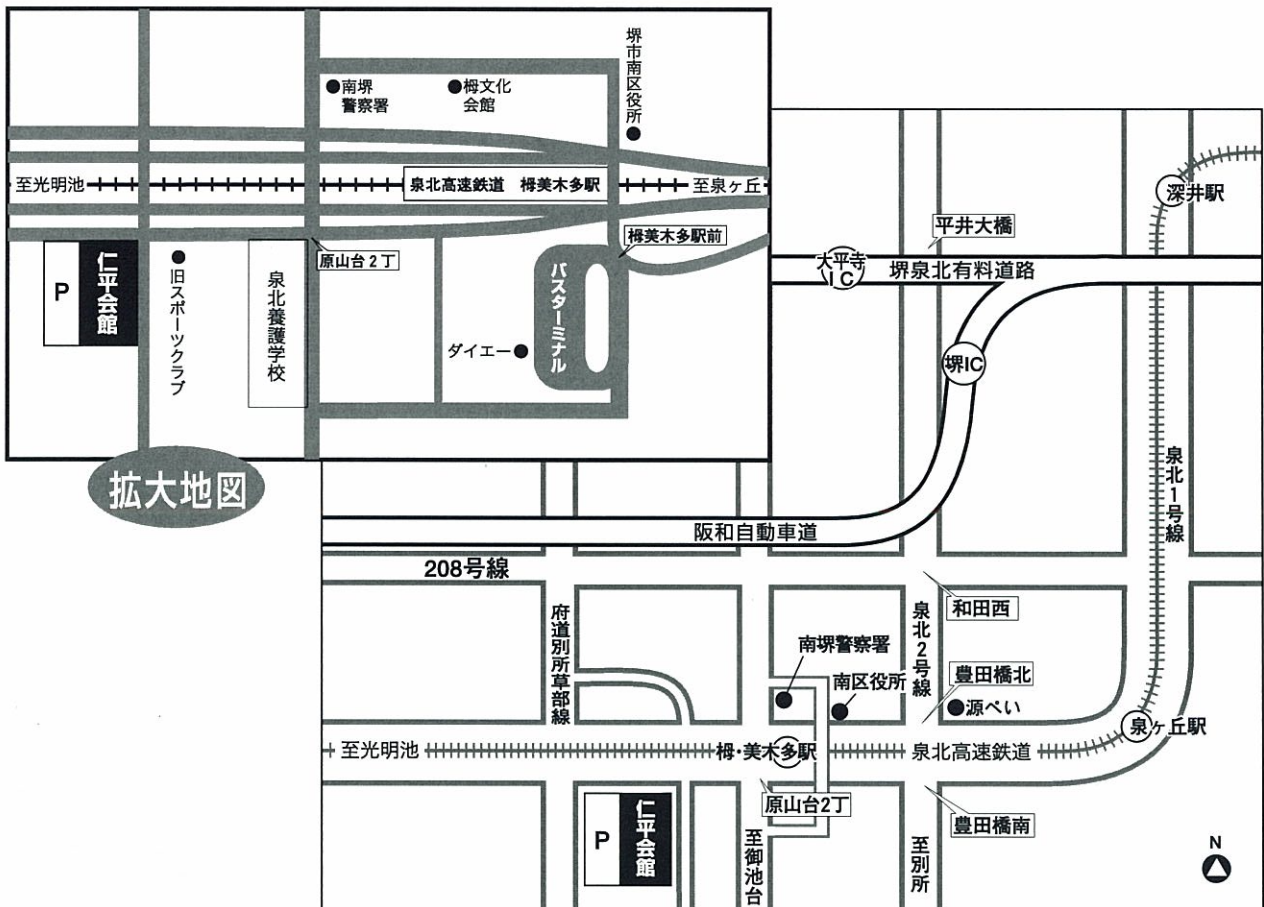 堺市南区役所
南堺
警察署
栂文化
会館
至光明池
泉北高速鉄道 栂美木多駅
至泉ヶ丘
P
仁平会館
旧スポーツクラブ
泉北養護学校
原山台2丁
栂美木多駅前
バスターミナル
ダイエー
拡大地図
深井駅
平井大橋
大平寺
IC
堺泉北有料道路
堺IC
泉北1号線
阪和自動車道
208号線
府道別所草部線
泉北2号線
和田西
南堺警察署
南区役所
豊田橋北
源ぺい
泉ヶ丘駅
至光明池
栂・美木多駅
泉北高速鉄道
原山台2丁
豊田橋南
P
仁平会館
至御池台
至別所
N